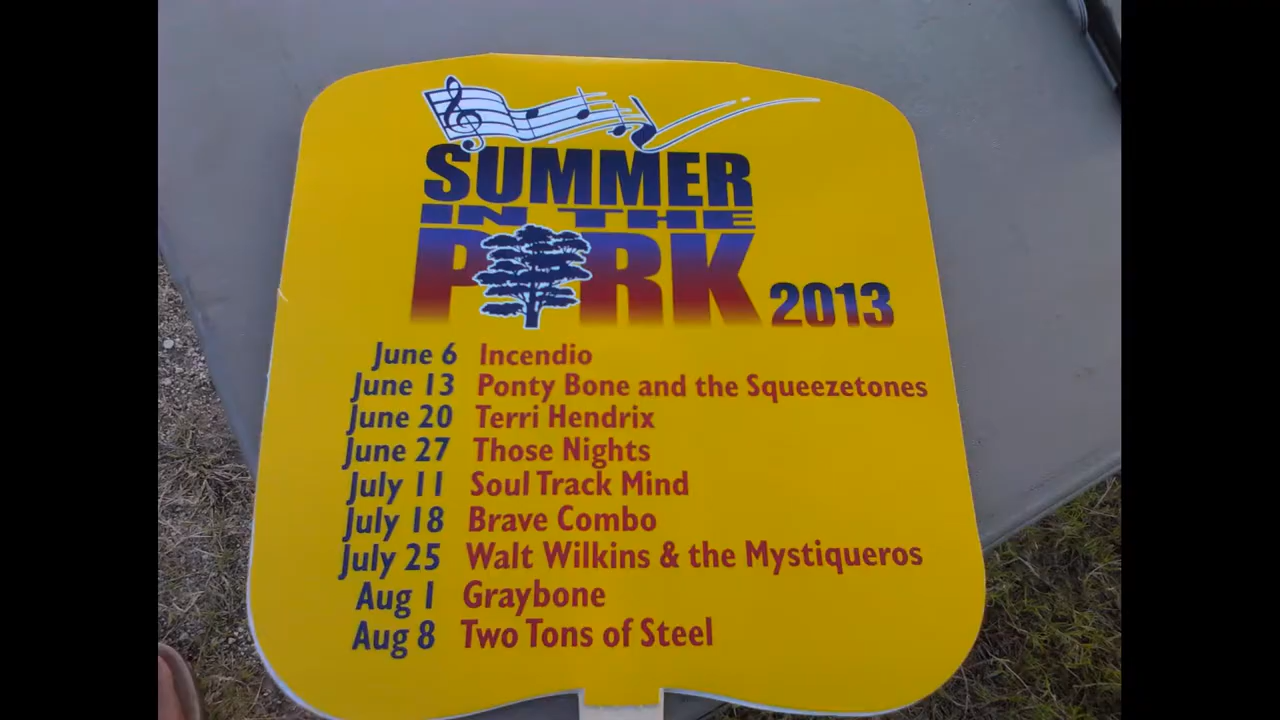 SUMMER
IN THE
PARK 2013
June 6 Incendio
June 13 Ponty Bone and the Squeezetones
June 20 Terri Hendrix
June 27 Those Nights
July 11 Soul Track Mind
July 18 Brave Combo
July 25 Walt Wilkins & the Mystiqueros
Aug 1 Graybone
Aug 8 Two Tons of Steel